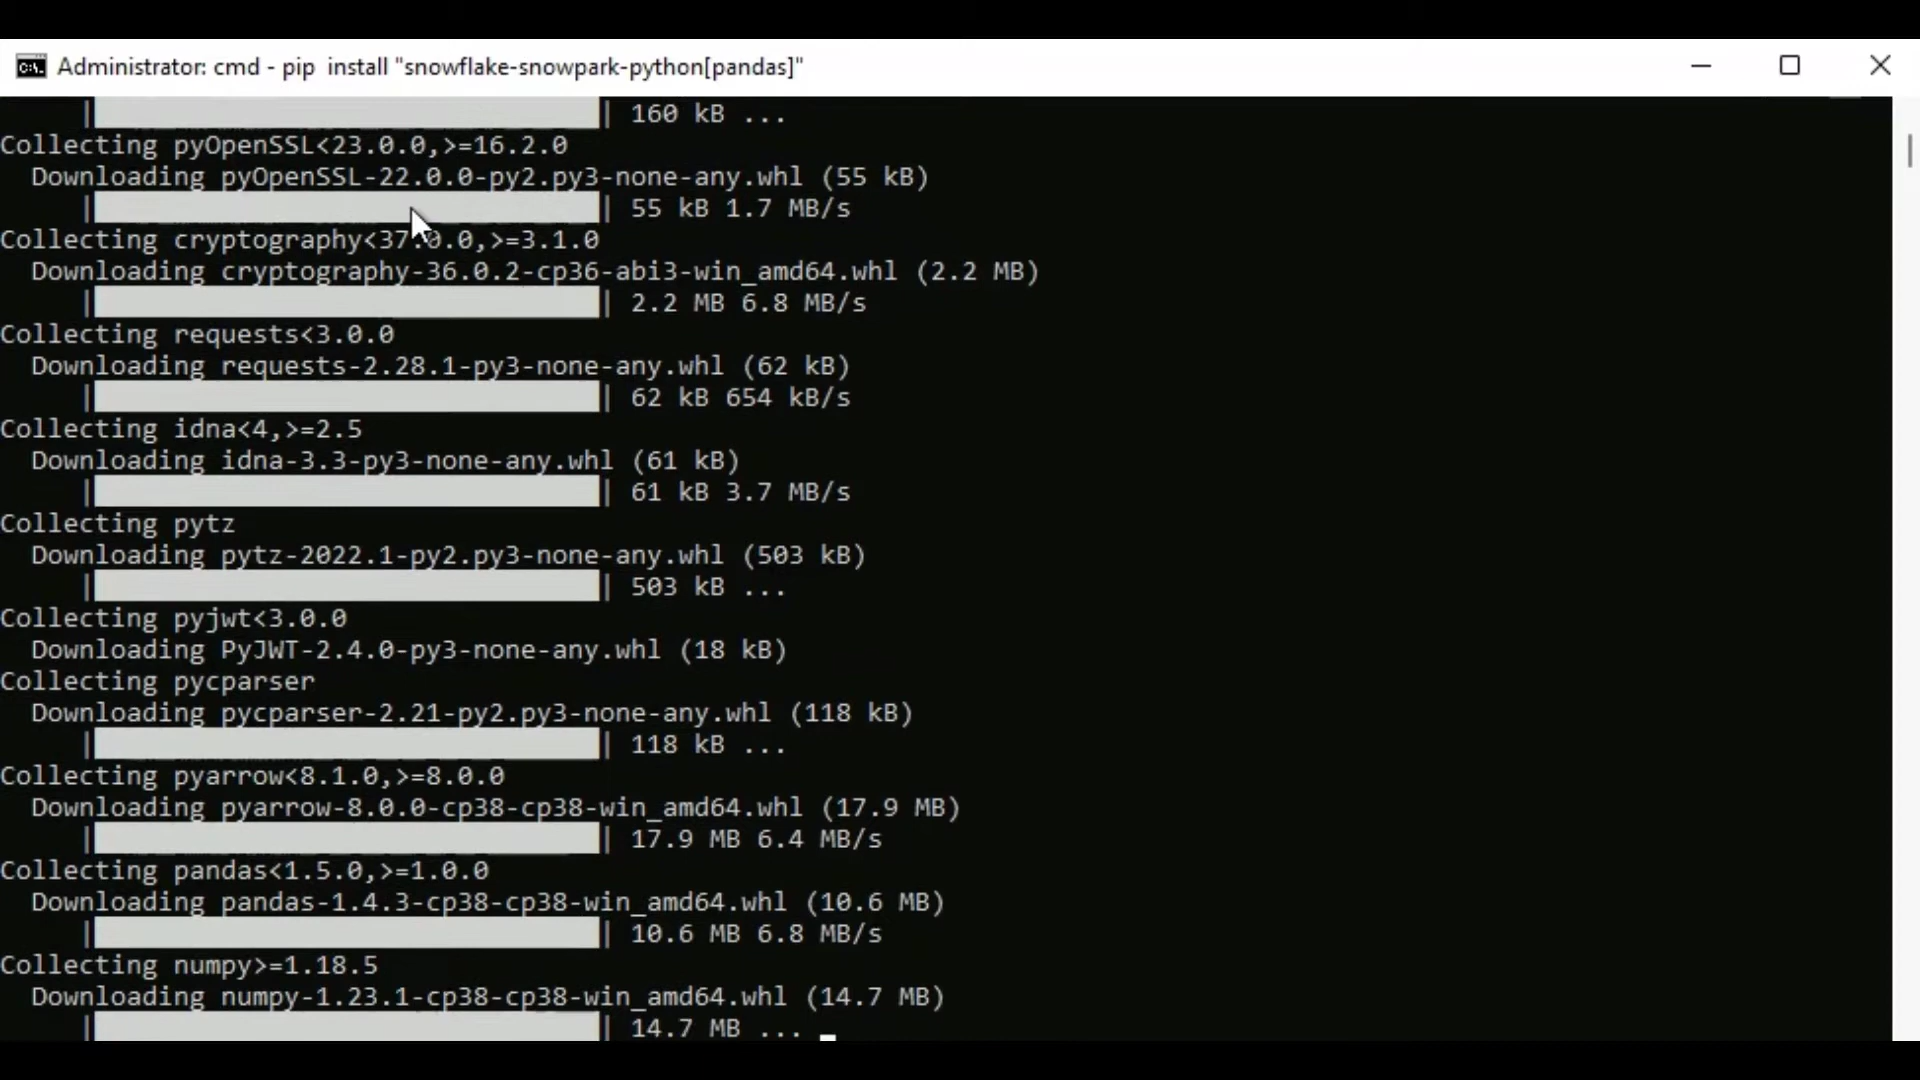 Administrator: cmd - pip  install "snowflake-snowpark-python[pandas]"
| 160 kB ...
Collecting pyOpenSSL<23.0.0,>=16.2.0
Downloading pyOpenSSL-22.0.0-py2.py3-none-any.whl (55 kB)
| 55 kB 1.7 MB/s
Collecting cryptography<37.0.0,>=3.1.0
Downloading cryptography-36.0.2-cp36-abi3-win_amd64.whl (2.2 MB)
| 2.2 MB 6.8 MB/s
Collecting requests<3.0.0
Downloading requests-2.28.1-py3-none-any.whl (62 kB)
| 62 kB 654 kB/s
Collecting idna<4,>=2.5
Downloading idna-3.3-py3-none-any.whl (61 kB)
| 61 kB 3.7 MB/s
Collecting pytz
Downloading pytz-2022.1-py2.py3-none-any.whl (503 kB)
| 503 kB ...
Collecting pyjwt<3.0.0
Downloading PyJWT-2.4.0-py3-none-any.whl (18 kB)
Collecting pycparser
Downloading pycparser-2.21-py2.py3-none-any.whl (118 kB)
| 118 kB ...
Collecting pyarrow<8.1.0,>=8.0.0
Downloading pyarrow-8.0.0-cp38-cp38-win_amd64.whl (17.9 MB)
| 17.9 MB 6.4 MB/s
Collecting pandas<1.5.0,>=1.0.0
Downloading pandas-1.4.3-cp38-cp38-win_amd64.whl (10.6 MB)
| 10.6 MB 6.8 MB/s
Collecting numpy>=1.18.5
Downloading numpy-1.23.1-cp38-cp38-win_amd64.whl (14.7 MB)
| 14.7 MB ...